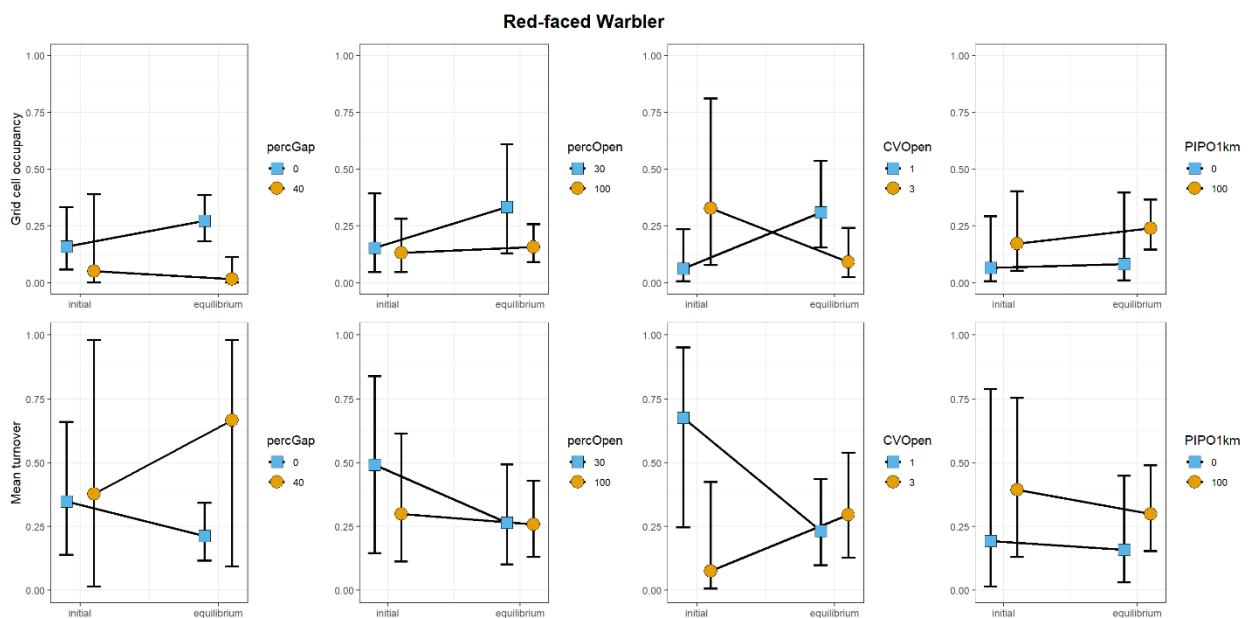 Red-faced Warbler
Grid cell occupancy
1.00
0.75
0.50
0.25
0.00
initial
equilibrium
percGap
0
40
1.00
0.75
0.50
0.25
0.00
initial
equilibrium
percOpen
30
100
1.00
0.75
0.50
0.25
0.00
initial
equilibrium
CVOpen
1
3
1.00
0.75
0.50
0.25
0.00
initial
equilibrium
PIPO1km
0
100
Mean turnover
1.00
0.75
0.50
0.25
0.00
initial
equilibrium
percGap
0
40
1.00
0.75
0.50
0.25
0.00
initial
equilibrium
percOpen
30
100
1.00
0.75
0.50
0.25
0.00
initial
equilibrium
CVOpen
1
3
1.00
0.75
0.50
0.25
0.00
initial
equilibrium
PIPO1km
0
100